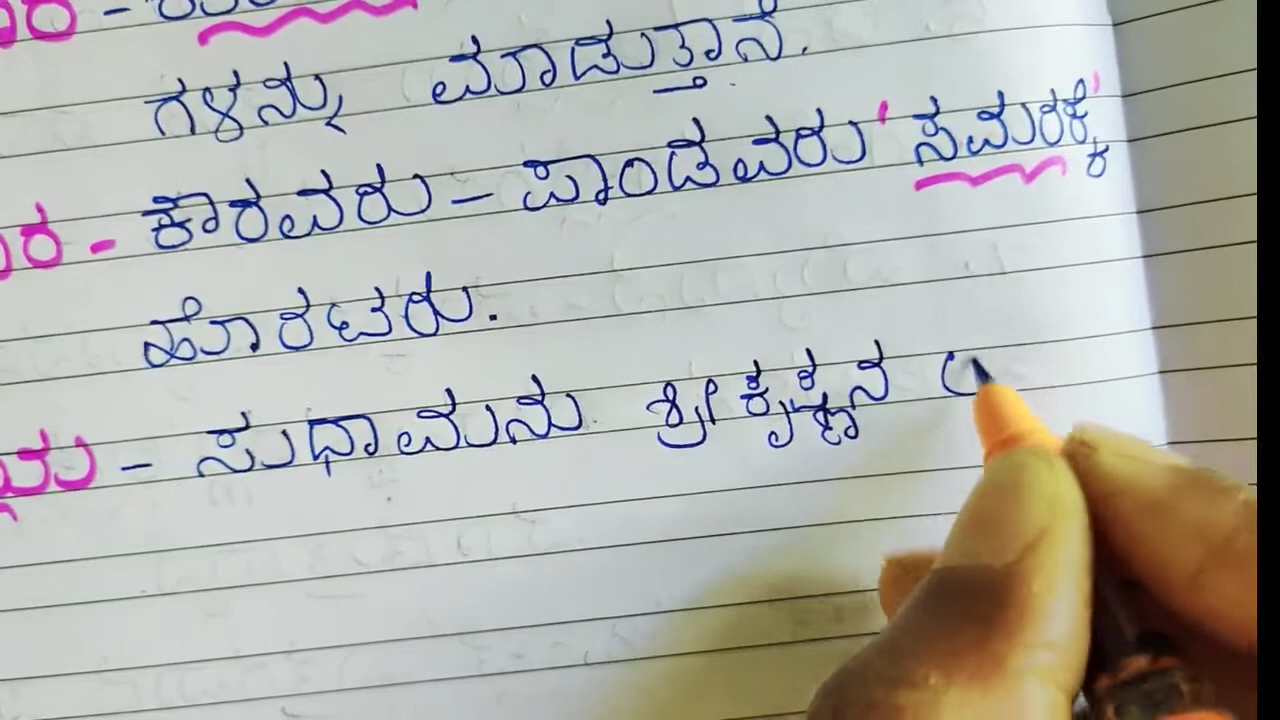 ಗಳನ್ನು ಮಾಡುತ್ತಾನೆ.
ಕೌರವರು - ಪಾಂಡವರು 'ಸಮರಕ್ಕೆ'
ಹೊರಟರು.
- ಸುಧಾಮನು ಶ್ರೀಕೃಷ್ಣನ